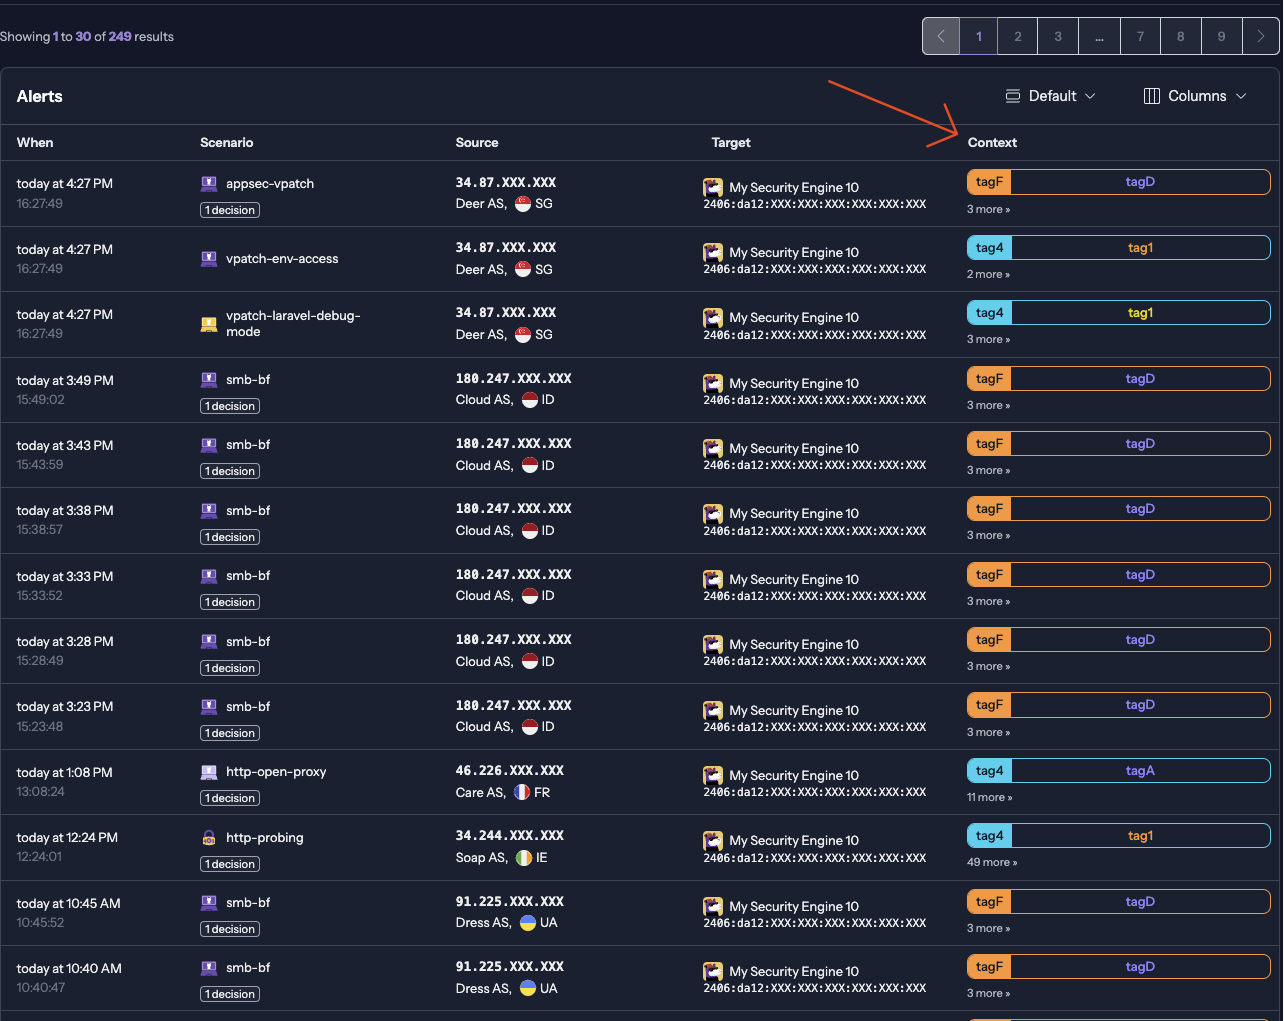 Showing 1 to 30 of 249 results
1 2 3 ... 7 8 9
Alerts
Default Columns
When Scenario Source Target Context
today at 4:27 PM appsec-vpatch 34.87.XXX.XXX My Security Engine 10 tagF tagD
16:27:49 1 decision Deer AS, SG 2406:da12:XXX:XXX:XXX:XXX:XXX:XXX 3 more »
today at 4:27 PM vpatch-env-access 34.87.XXX.XXX My Security Engine 10 tag4 tag1
16:27:49 Deer AS, SG 2406:da12:XXX:XXX:XXX:XXX:XXX:XXX 2 more »
today at 4:27 PM vpatch-laravel-debug- 34.87.XXX.XXX My Security Engine 10 tag4 tag1
16:27:49 mode Deer AS, SG 2406:da12:XXX:XXX:XXX:XXX:XXX:XXX 3 more »
today at 3:49 PM smb-bf 180.247.XXX.XXX My Security Engine 10 tagF tagD
15:49:02 1 decision Cloud AS, ID 2406:da12:XXX:XXX:XXX:XXX:XXX:XXX 3 more »
today at 3:43 PM smb-bf 180.247.XXX.XXX My Security Engine 10 tagF tagD
15:43:59 1 decision Cloud AS, ID 2406:da12:XXX:XXX:XXX:XXX:XXX:XXX 3 more »
today at 3:38 PM smb-bf 180.247.XXX.XXX My Security Engine 10 tagF tagD
15:38:57 1 decision Cloud AS, ID 2406:da12:XXX:XXX:XXX:XXX:XXX:XXX 3 more »
today at 3:33 PM smb-bf 180.247.XXX.XXX My Security Engine 10 tagF tagD
15:33:52 1 decision Cloud AS, ID 2406:da12:XXX:XXX:XXX:XXX:XXX:XXX 3 more »
today at 3:28 PM smb-bf 180.247.XXX.XXX My Security Engine 10 tagF tagD
15:28:49 1 decision Cloud AS, ID 2406:da12:XXX:XXX:XXX:XXX:XXX:XXX 3 more »
today at 3:23 PM smb-bf 180.247.XXX.XXX My Security Engine 10 tagF tagD
15:23:48 1 decision Cloud AS, ID 2406:da12:XXX:XXX:XXX:XXX:XXX:XXX 3 more »
today at 1:08 PM http-open-proxy 46.226.XXX.XXX My Security Engine 10 tag4 tagA
13:08:24 1 decision Care AS, FR 2406:da12:XXX:XXX:XXX:XXX:XXX:XXX 11 more »
today at 12:24 PM http-probing 34.244.XXX.XXX My Security Engine 10 tag4 tag1
12:24:01 1 decision Soap AS, IE 2406:da12:XXX:XXX:XXX:XXX:XXX:XXX 49 more »
today at 10:45 AM smb-bf 91.225.XXX.XXX My Security Engine 10 tagF tagD
10:45:52 1 decision Dress AS, UA 2406:da12:XXX:XXX:XXX:XXX:XXX:XXX 3 more »
today at 10:40 AM smb-bf 91.225.XXX.XXX My Security Engine 10 tagF tagD
10:40:47 1 decision Dress AS, UA 2406:da12:XXX:XXX:XXX:XXX:XXX:XXX 3 more »